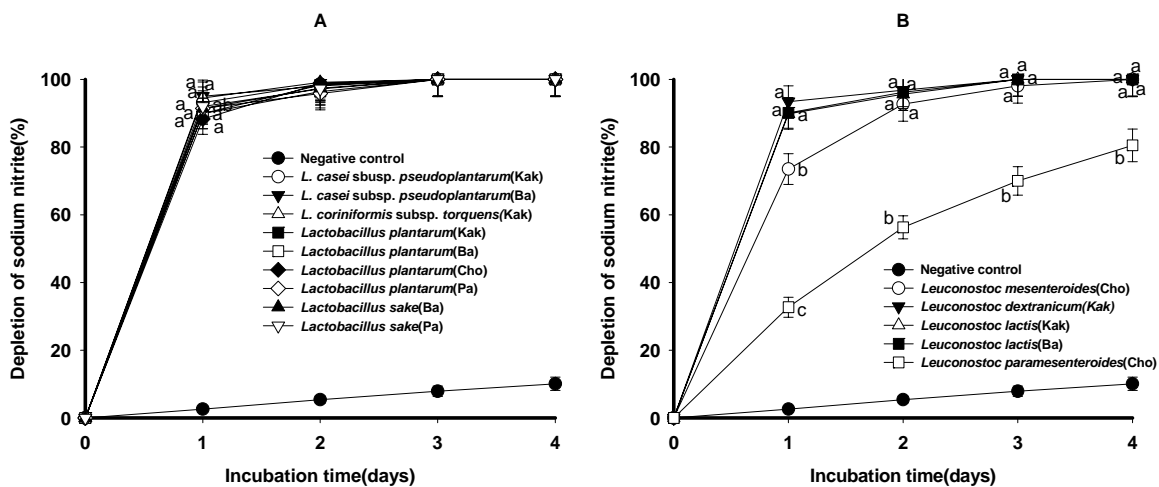 A
Depletion of sodium nitrite(%)
100
80
60
40
20
0
a a
a a
a ab
a a
a
Negative control
L. casei sbusp. pseudoplantarum(Kak)
L. casei subsp. pseudoplantarum(Ba)
L. coriniformis subsp. torquens(Kak)
Lactobacillus plantarum(Kak)
Lactobacillus plantarum(Ba)
Lactobacillus plantarum(Cho)
Lactobacillus plantarum(Pa)
Lactobacillus sake(Ba)
Lactobacillus sake(Pa)
0 1 2 3 4
Incubation time(days)
B
Depletion of sodium nitrite(%)
100
80
60
40
20
0
a a
a a a a
a a a a a a
a a
b
b b b
c
Negative control
Leuconostoc mesenteroides(Cho)
Leuconostoc dextranicum(Kak)
Leuconostoc lactis(Kak)
Leuconostoc lactis(Ba)
Leuconostoc paramesenteroides(Cho)
0 1 2 3 4
Incubation time(days)